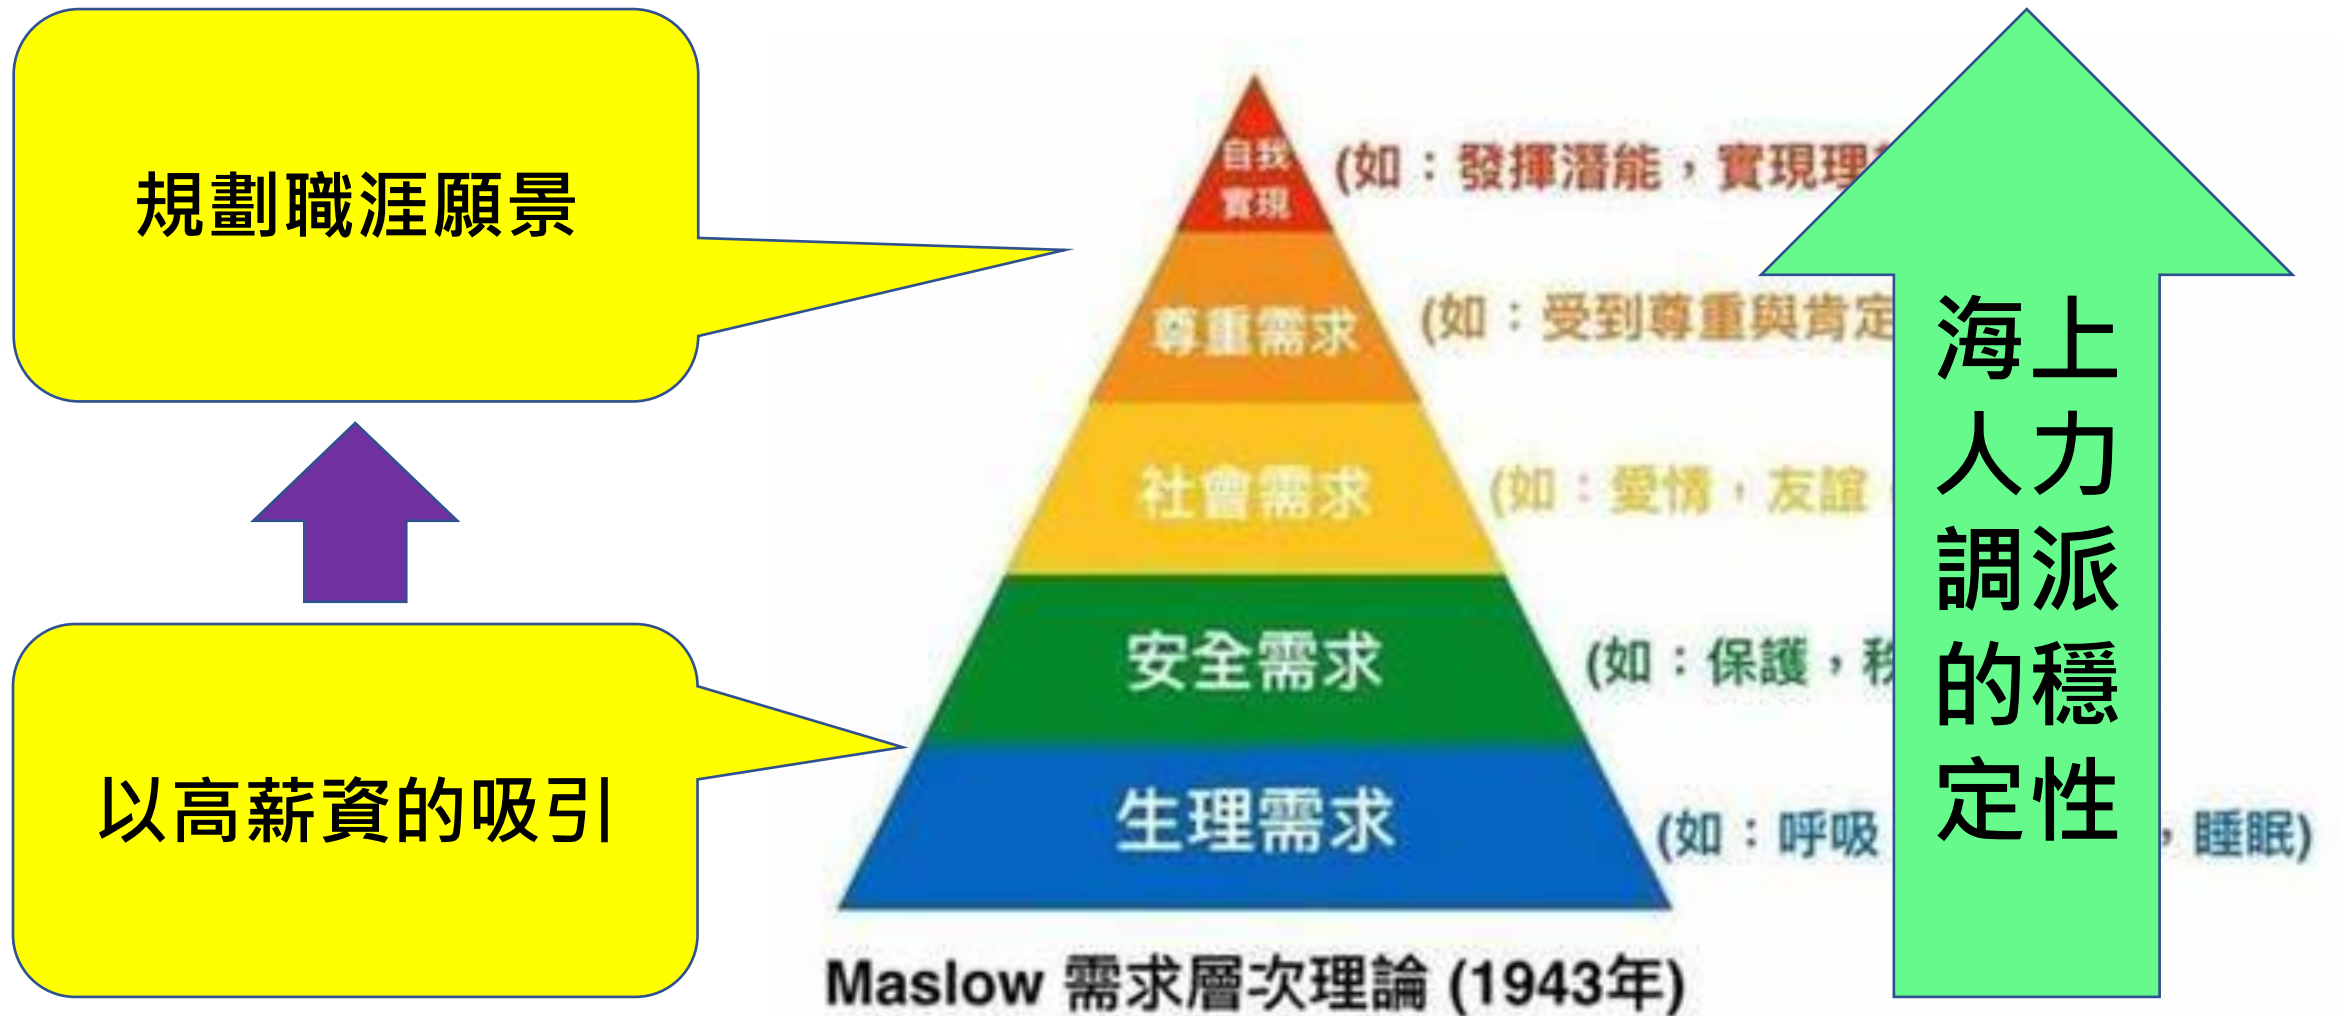 規劃職涯願景
以高薪資的吸引
自我
實現
(如：發揮潛能，實現理
尊重需求
(如：受到尊重與肯定
社會需求
(如：愛情，友誼
安全需求
(如：保護，秩
生理需求
(如：呼吸
，睡眠)
Maslow 需求層次理論 (1943年)
海上
人力
調派
的穩
定性